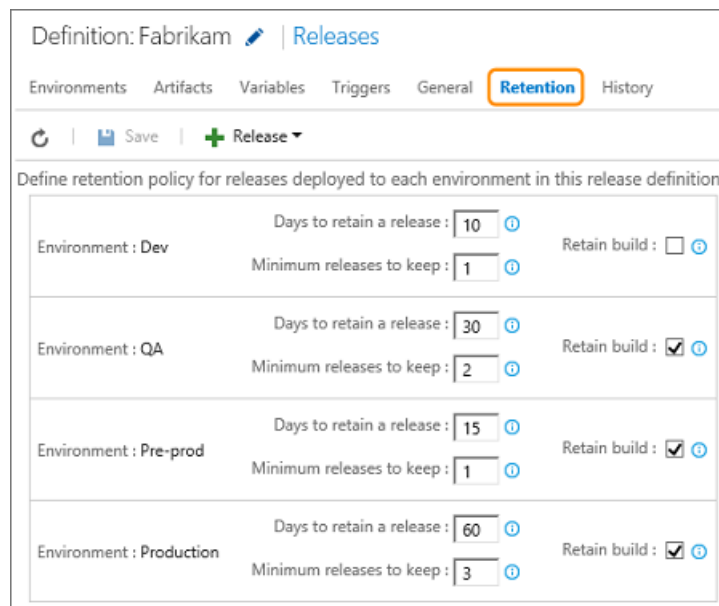 Definition: Fabrikam | Releases
Environments Artifacts Variables Triggers General Retention History
Save Release
Define retention policy for releases deployed to each environment in this release definition
Days to retain a release : 10
Environment : Dev Retain build :
Minimum releases to keep : 1
Days to retain a release : 30
Environment : QA Retain build :
Minimum releases to keep : 2
Days to retain a release : 15
Environment : Pre-prod Retain build :
Minimum releases to keep : 1
Days to retain a release : 60
Environment : Production Retain build :
Minimum releases to keep : 3